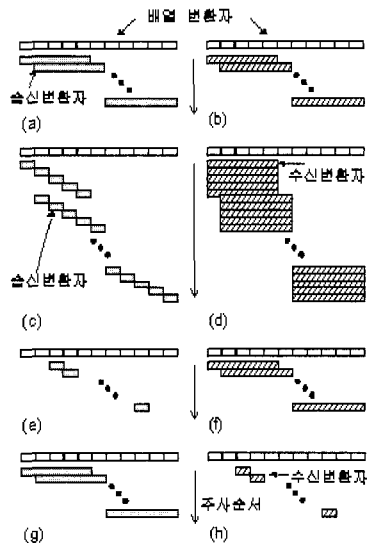 배열 변환자
송신변환자
(a)
(b)
수신변환자
송신변환자
(c)
(d)
(e)
(f)
수신변환자
주사순서
(g)
(h)